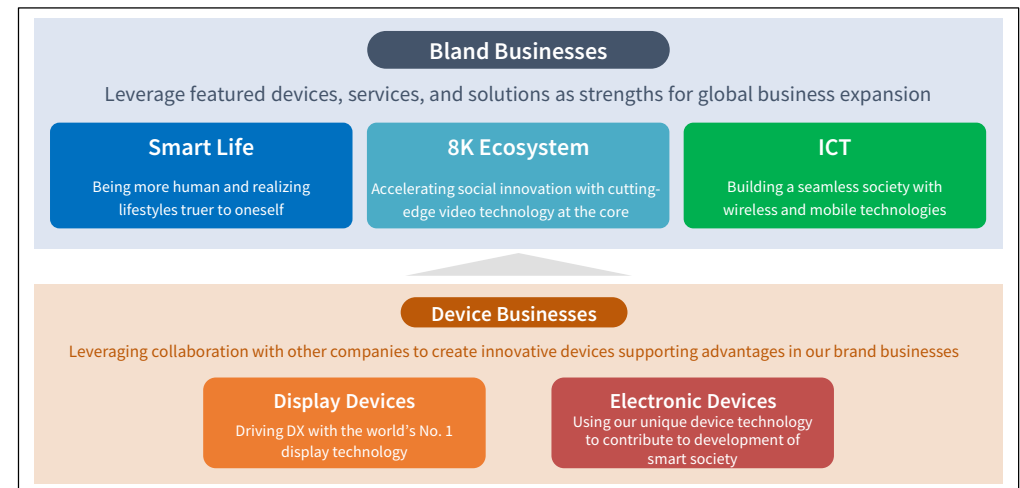 Bland Businesses
Leverage featured devices, services, and solutions as strengths for global business expansion
Smart Life
Being more human and realizing
lifestyles truer to oneself
8K Ecosystem
Accelerating social innovation with cutting-
edge video technology at the core
ICT
Building a seamless society with
wireless and mobile technologies
Device Businesses
Leveraging collaboration with other companies to create innovative devices supporting advantages in our brand businesses
Display Devices
Driving DX with the world's No. 1
display technology
Electronic Devices
Using our unique device technology
to contribute to development of
smart society